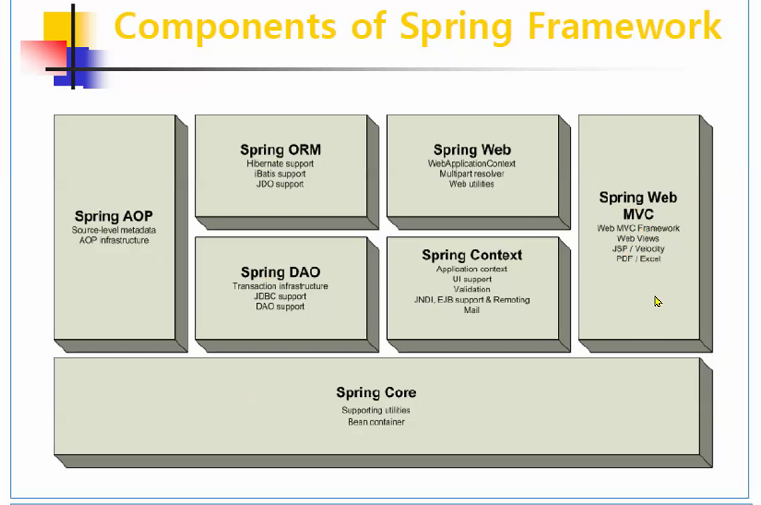 Components of Spring Framework
Spring AOP
Source-level metadata
AOP infrastructure
Spring ORM
Hibernate support
iBatis support
JDO support
Spring Web
WebApplicationContext
Multipart resolver
Web utilities
Spring Web
MVC
Web MVC Framework
Web Views
JSP / Velocity
PDF / Excel
Spring DAO
Transaction infrastructure
JDBC support
DAO support
Spring Context
Application context
UI support
Validation
JNDI, EJB support & Remoting
Mail
Spring Core
Supporting utilities
Bean container